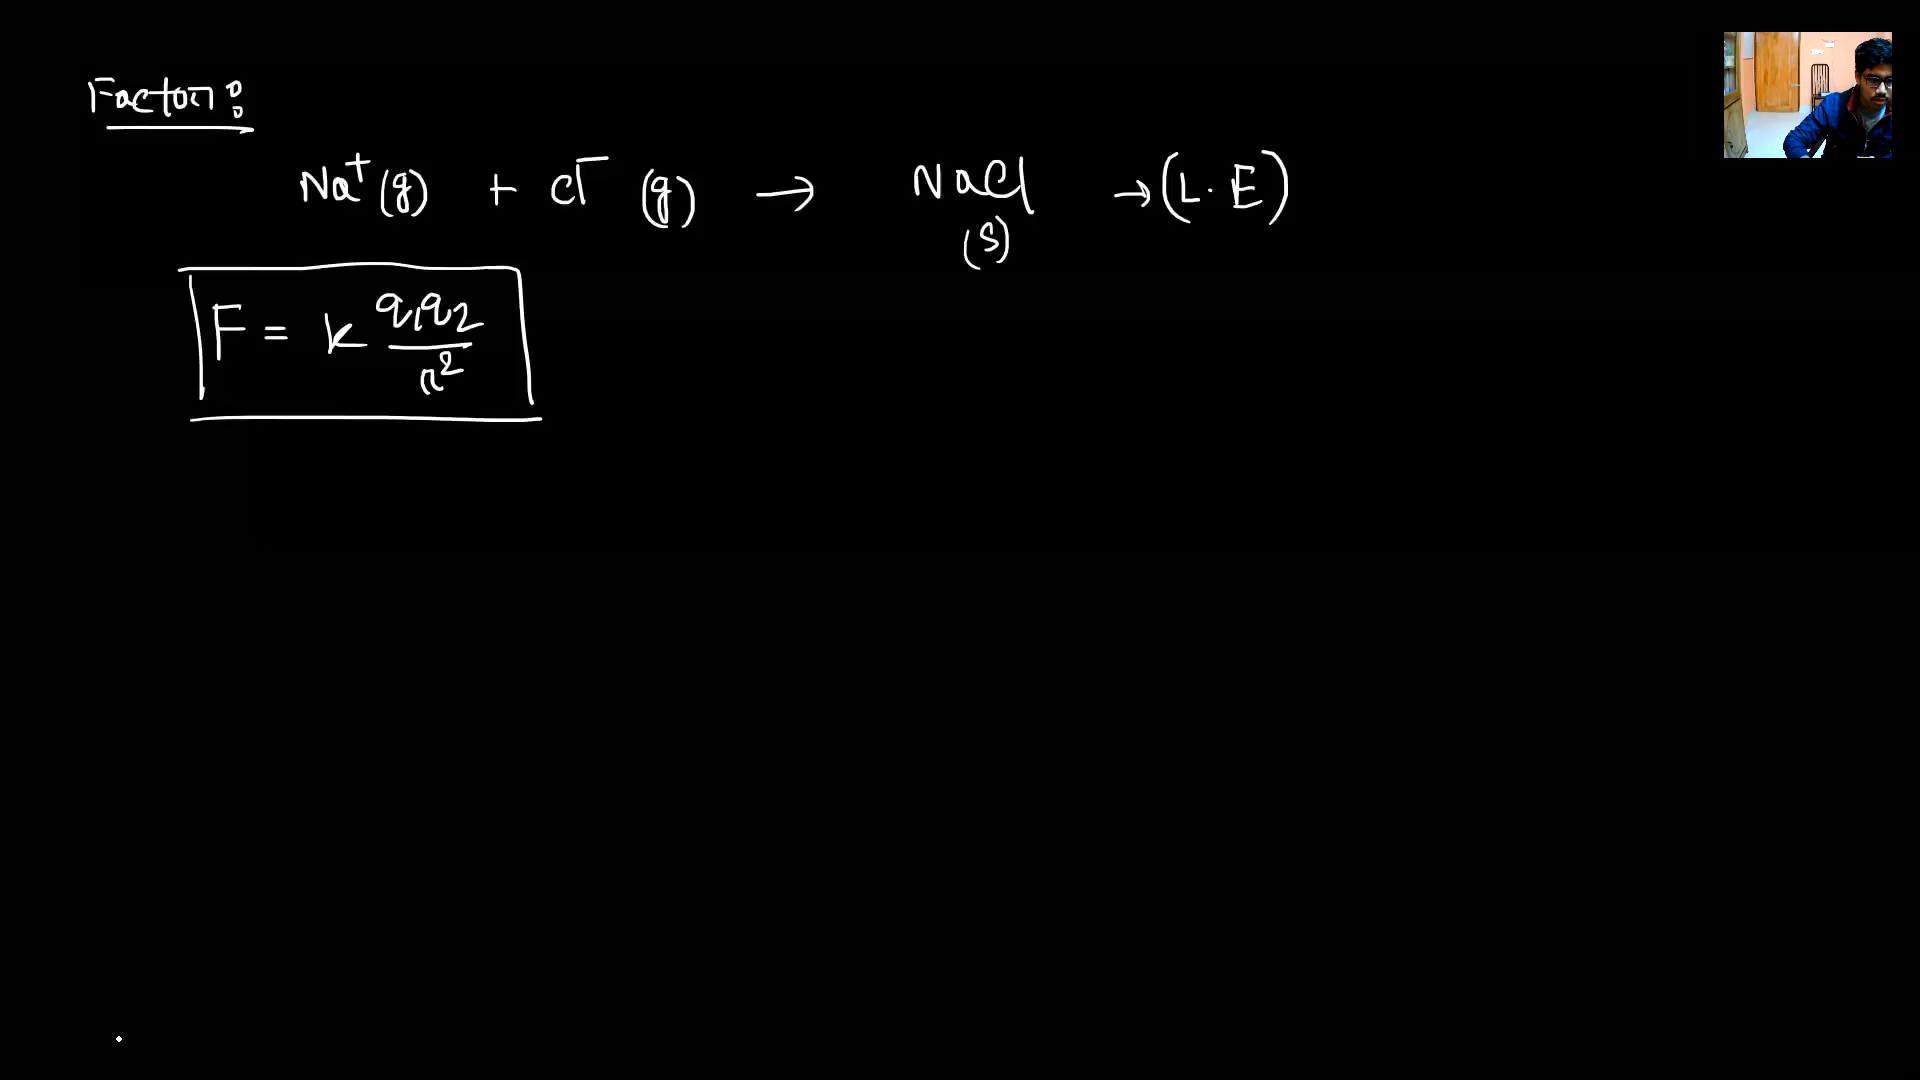 Factor:
Na⁺(g) + Cl⁻ (g) → NaCl → (L.E)
(s)
F = k q₁q₂/r²